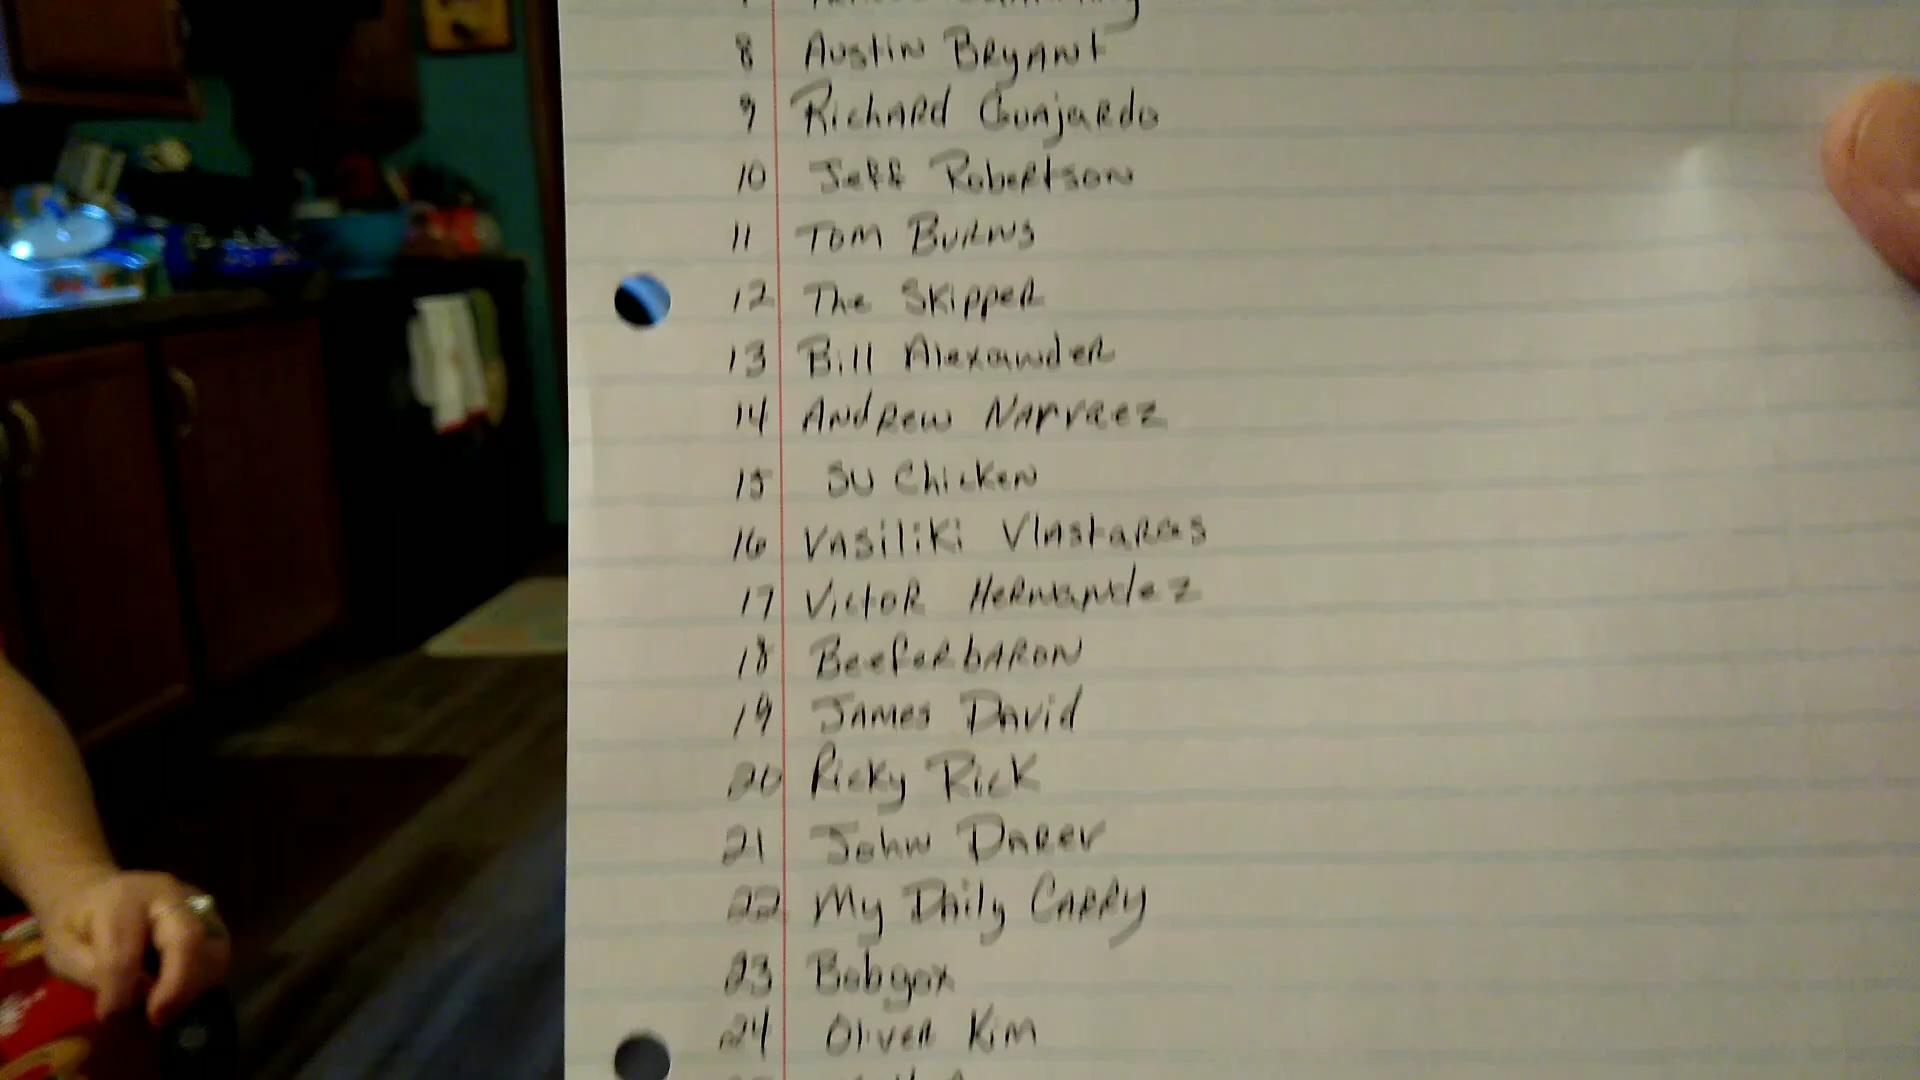 8 Austin Bryant
9 Richard Gunjardo
10 Jeff Robertson
11 Tom Burns
12 The Skipper
13 Bill Alexander
14 Andrew Narvaez
15 SU Chicken
16 Vasiliki Vlastaras
17 Victor Hernandez
18 Beeferbaron
19 James David
20 Ricky Rick
21 John Darev
22 My Daily Carry
23 Bobgox
24 Oliver Kim